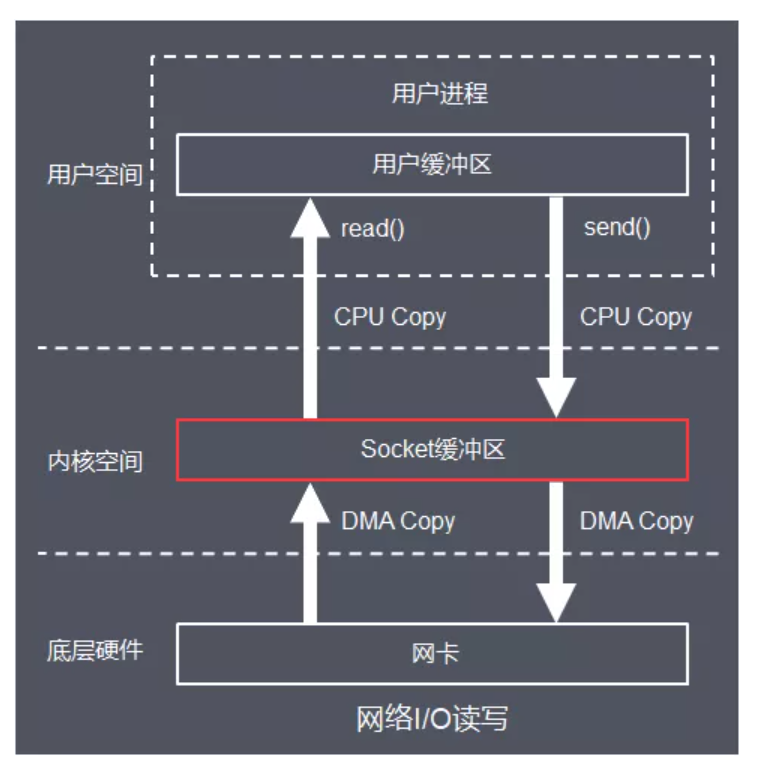 用户进程
用户缓冲区
用户空间
read()
send()
CPU Copy
CPU Copy
Socket缓冲区
内核空间
DMA Copy
DMA Copy
底层硬件
网卡
网络I/O读写